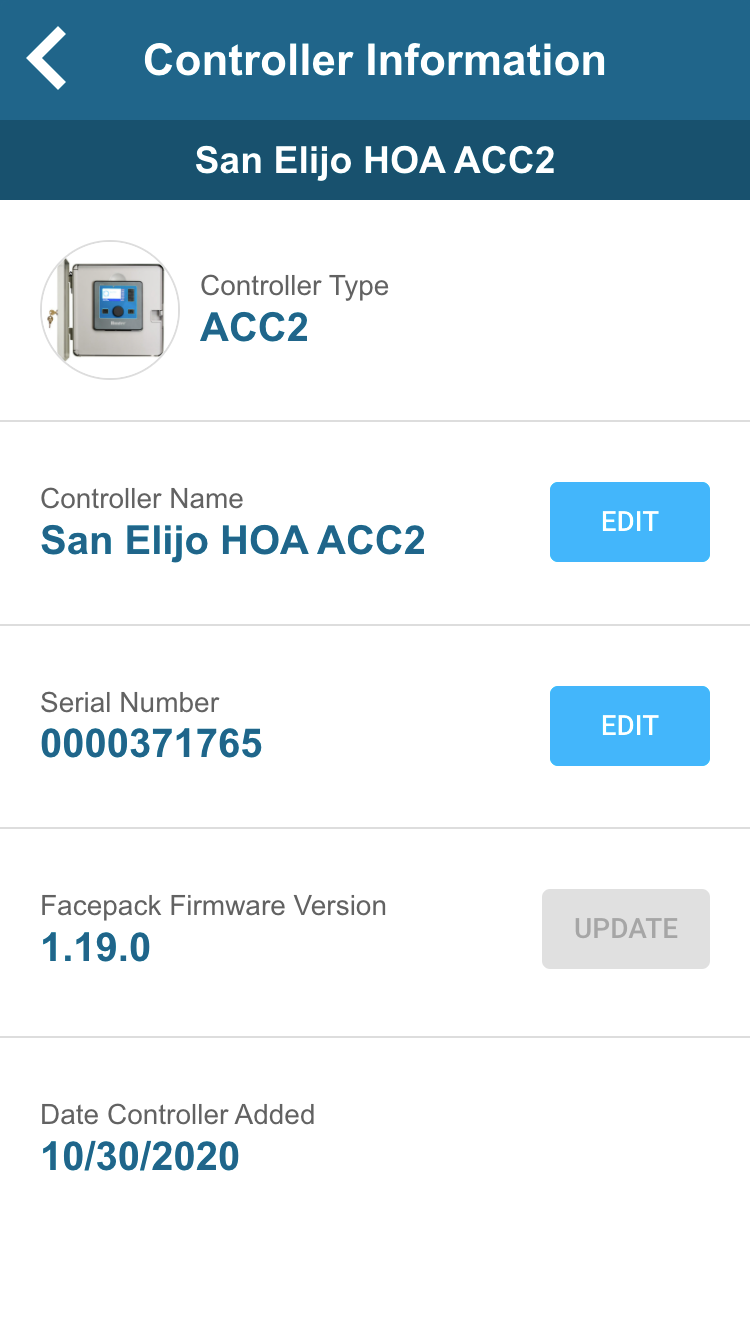 Controller Information
San Elijo HOA ACC2
Controller Type
ACC2
Controller Name
San Elijo HOA ACC2
EDIT
Serial Number
0000371765
EDIT
Facepack Firmware Version
1.19.0
UPDATE
Date Controller Added
10/30/2020